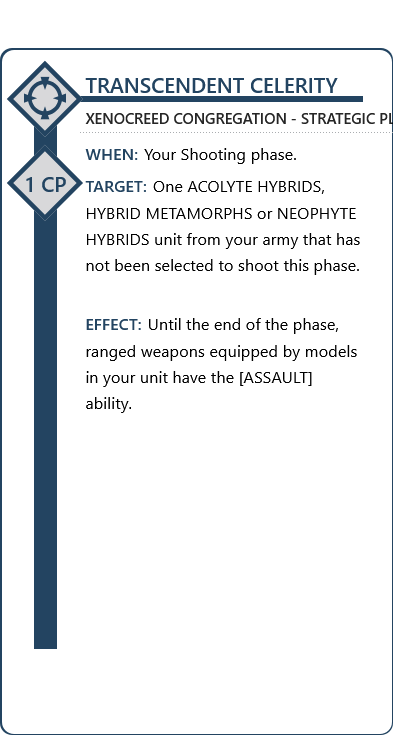 TRANSCENDENT CELERITY
XENOCREED CONGREGATION - STRATEGIC
1 CP
WHEN: Your Shooting phase.
TARGET: One ACOLYTE HYBRIDS,
HYBRID METAMORPHS or NEOPHYTE
HYBRIDS unit from your army that has
not been selected to shoot this phase.
EFFECT: Until the end of the phase,
ranged weapons equipped by models
in your unit have the [ASSAULT]
ability.